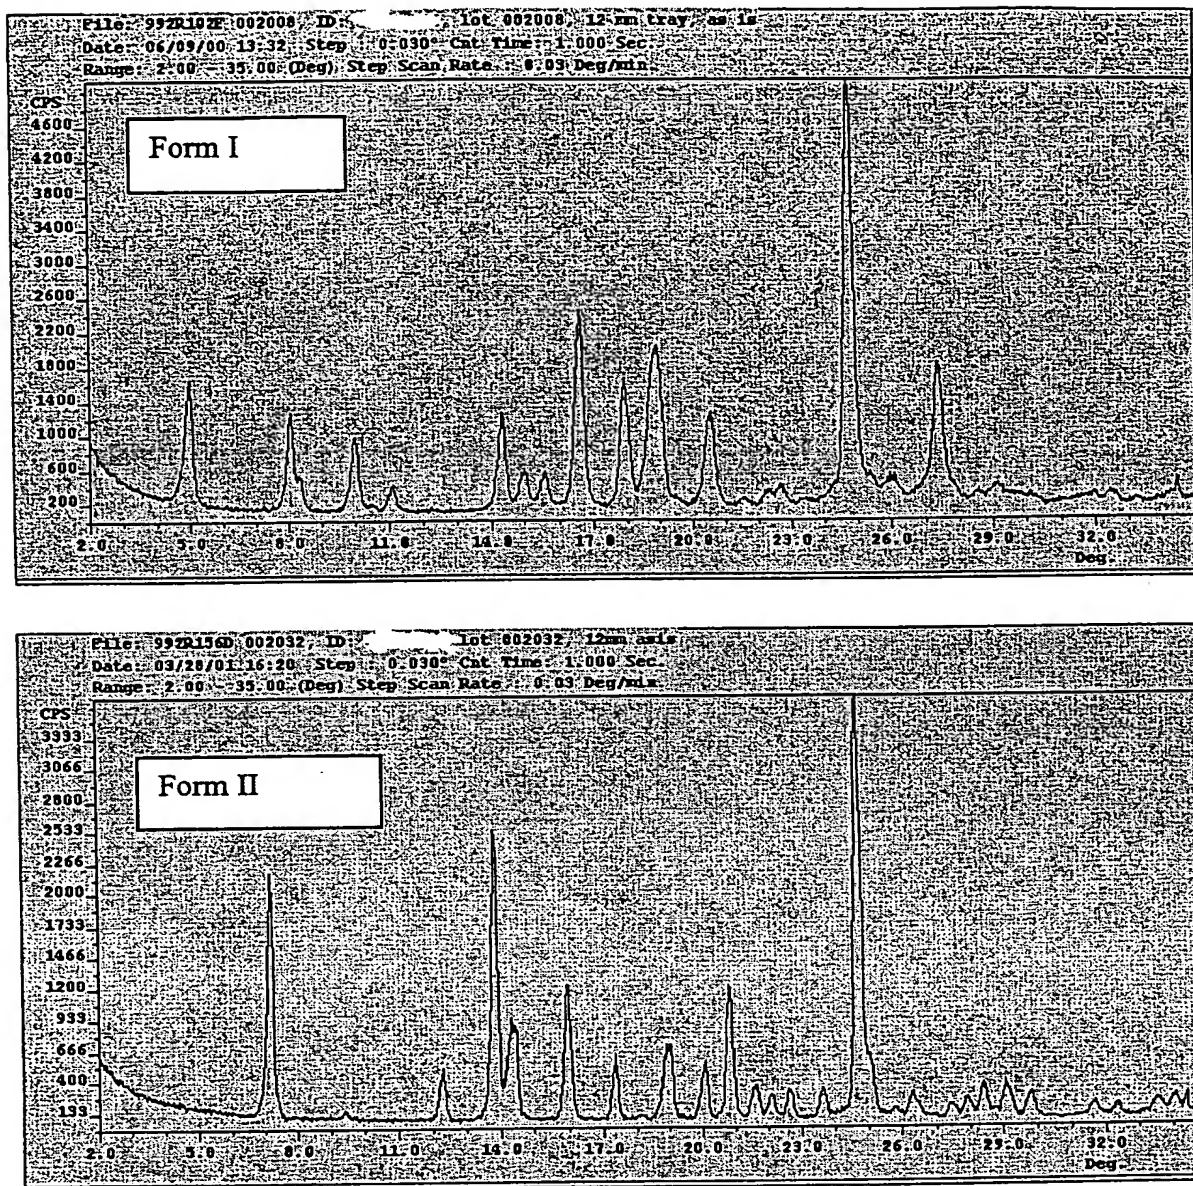 File: 992R102F 002008, ID: , lot 002008, 12 mm tray, as is
Date: 06/09/00 13:32 Step : 0.030° Cnt Time: 1.000 Sec.
Range: 2.00 - 35.00 (Deg) Step Scan Rate : 0.03 Deg/min.
CPS
Form I
4600
4200
3800
3400
3000
2600
2200
1800
1400
1000
600
200
2.0 5.0 8.0 11.0 14.0 17.0 20.0 23.0 26.0 29.0 32.0
Deg.
File: 992R156D 002032, ID: lot 002032, 12mm asis
Date: 03/28/01 16:20 Step : 0.030° Cnt Time: 1.000 Sec.
Range: 2.00 - 35.00 (Deg) Step Scan Rate : 0.03 Deg/min
CPS
Form II
3333
3066
2800
2533
2266
2000
1733
1466
1200
933
666
400
133
2.0 5.0 8.0 11.0 14.0 17.0 20.0 23.0 26.0 29.0 32.0
Deg.